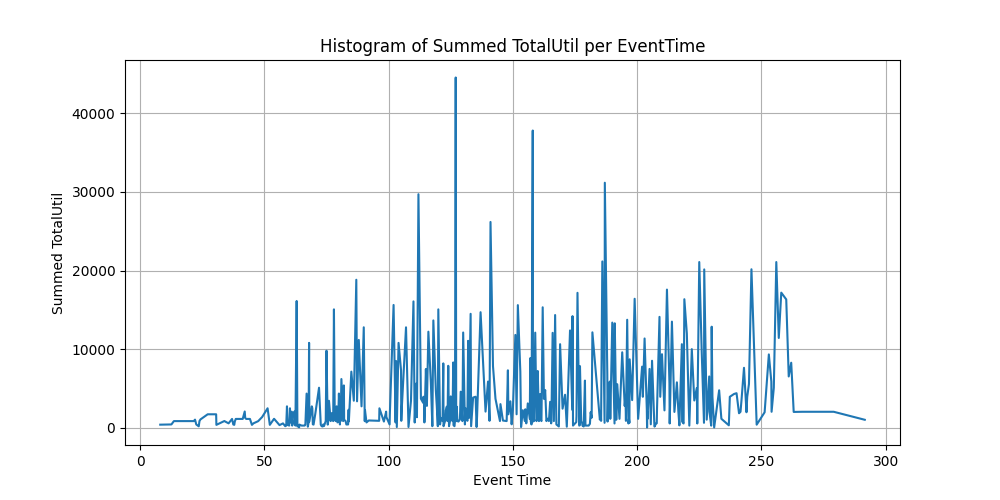 Histogram of Summed TotalUtil per EventTime
Summed TotalUtil
40000
30000
20000
10000
0
0 50 100 150 200 250 300
Event Time